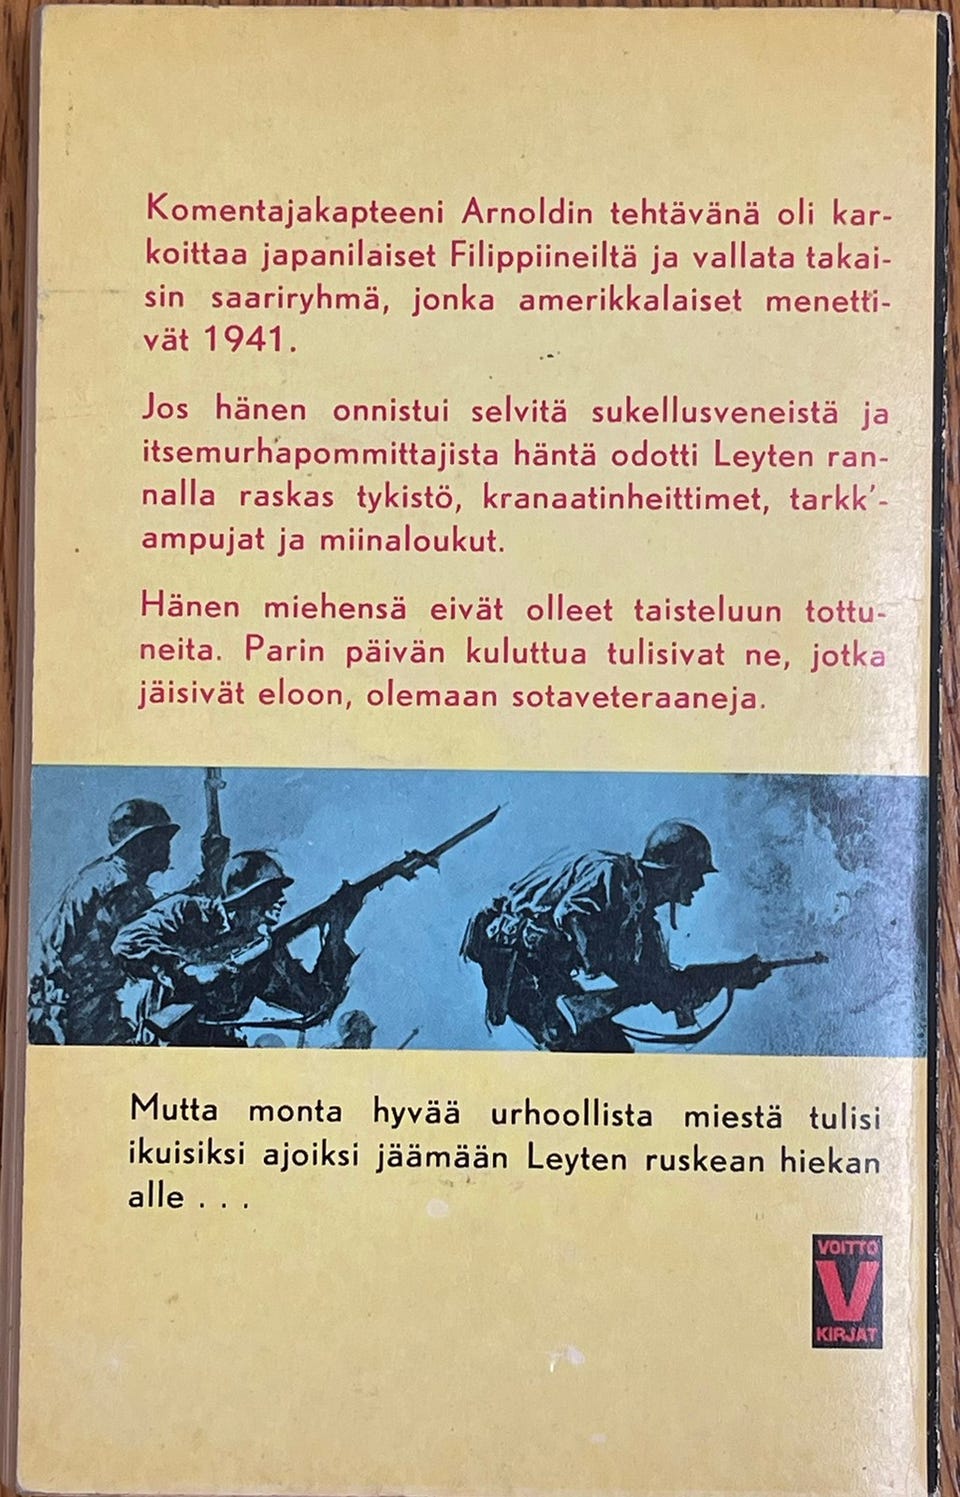 Komentajakapteeni Arnoldin tehtävänä oli kar-
koittaa japanilaiset Filippiineiltä ja vallata takai-
sin saariryhmä, jonka amerikkalaiset menetti-
vät 1941.
Jos hänen onnistui selvitä sukellusveneistä ja
itsemurhapommittajista häntä odotti Leyten ran-
nalla raskas tykistö, kranaatinheittimet, tarkk'-
ampujat ja miinaloukut.
Hänen miehensä eivät olleet taisteluun tottu-
neita. Parin päivän kuluttua tulisivat ne, jotka
jäisivät eloon, olemaan sotaveteraaneja.
Mutta monta hyvää urhoollista miestä tulisi
ikuisiksi ajoiksi jäämään Leyten ruskean hiekan
alle . . .
VOITTO
V
KIRJAT